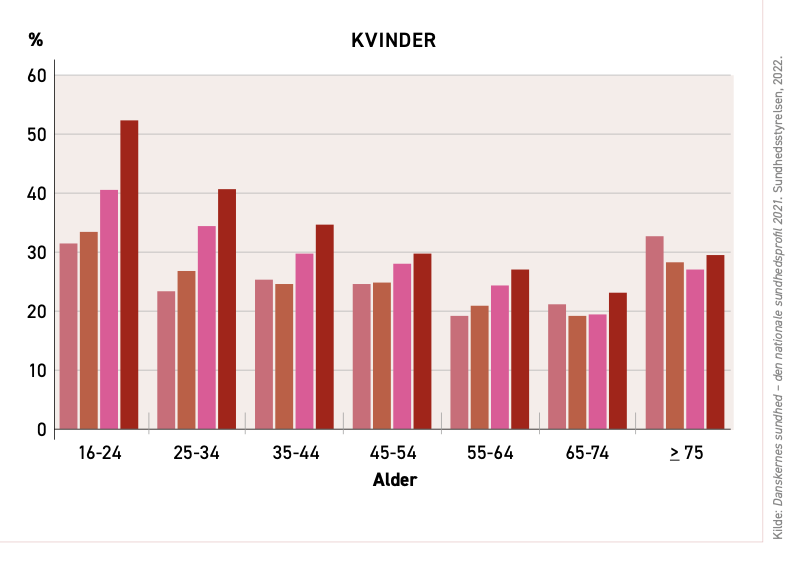 %
KVINDER
60
50
40
30
20
10
0
16-24 25-34 35-44 45-54 55-64 65-74 ≥ 75
Alder
Kilde: Danskernes sundhed – den nationale sundhedsprofil 2021. Sundhedsstyrelsen, 2022.